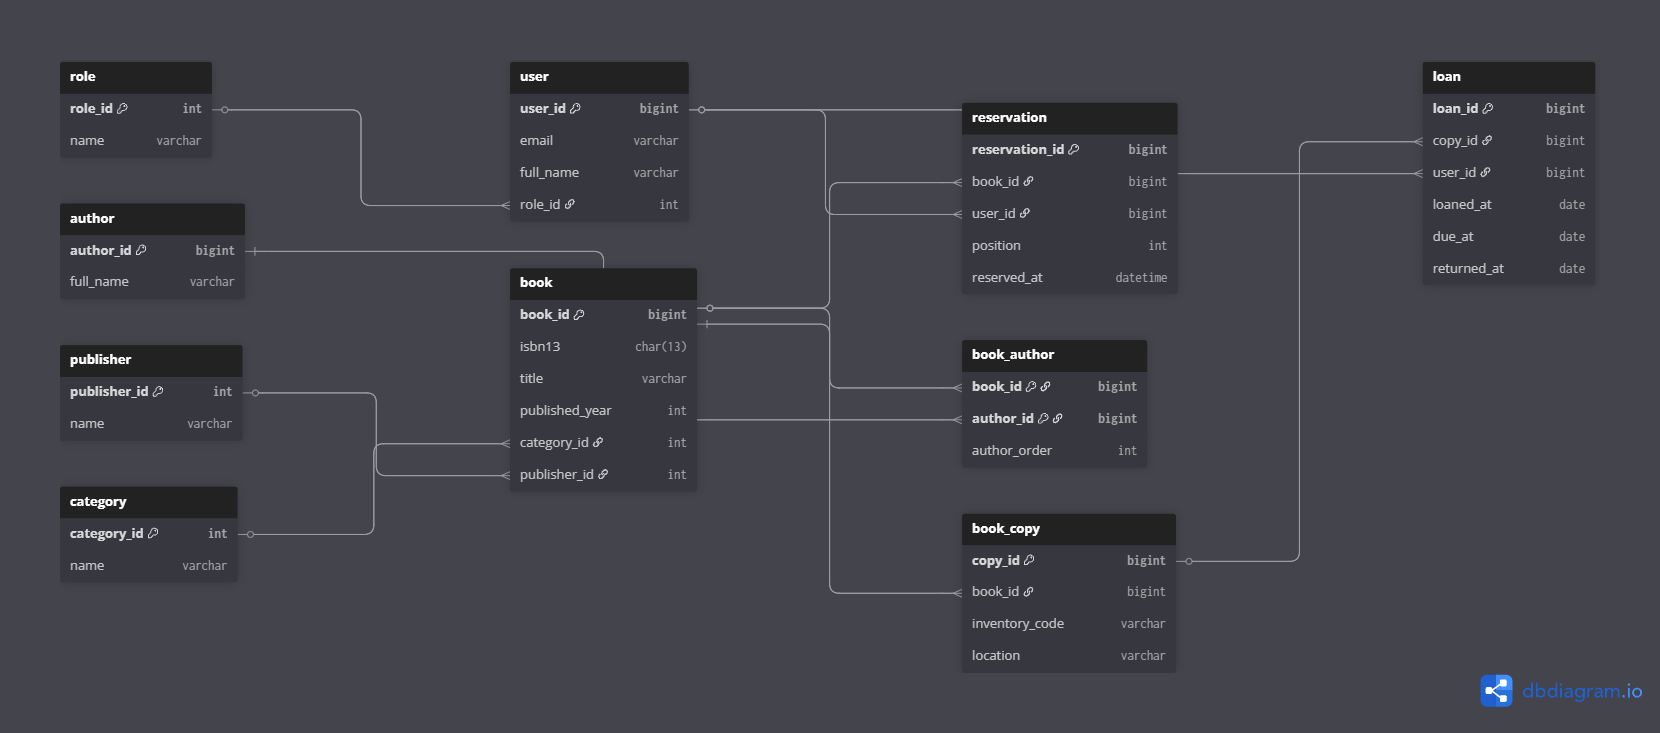 role
role_id int
name varchar
author
author_id bigint
full_name varchar
publisher
publisher_id int
name varchar
category
category_id int
name varchar
user
user_id bigint
email varchar
full_name varchar
role_id int
book
book_id bigint
isbn13 char(13)
title varchar
published_year int
category_id int
publisher_id int
reservation
reservation_id bigint
book_id bigint
user_id bigint
position int
reserved_at datetime
book_author
book_id bigint
author_id bigint
author_order int
book_copy
copy_id bigint
book_id bigint
inventory_code varchar
location varchar
loan
loan_id bigint
copy_id bigint
user_id bigint
loaned_at date
due_at date
returned_at date
dbdiagram.io